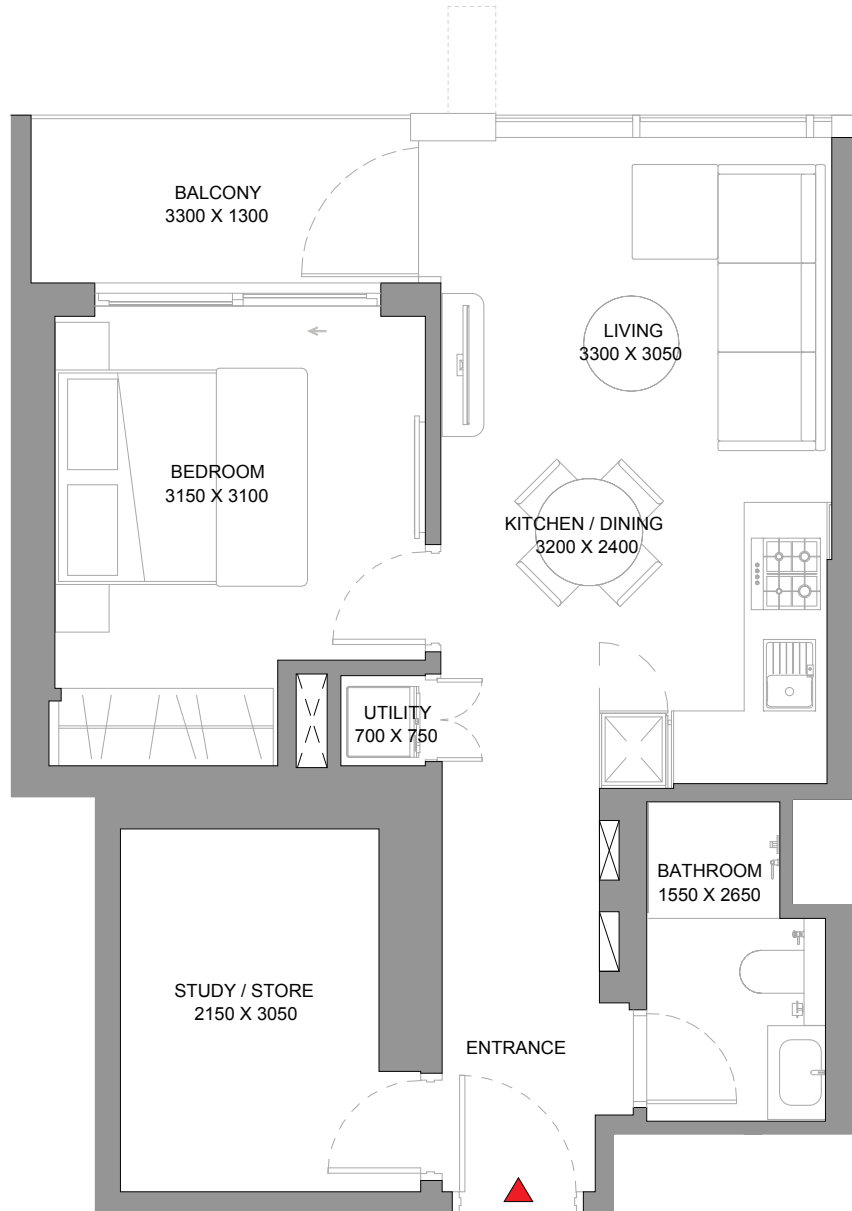 BALCONY
3300 X 1300
LIVING
3300 X 3050
BEDROOM
3150 X 3100
KITCHEN / DINING
3200 X 2400
UTILITY
700 X 750
BATHROOM
1550 X 2650
STUDY / STORE
2150 X 3050
ENTRANCE